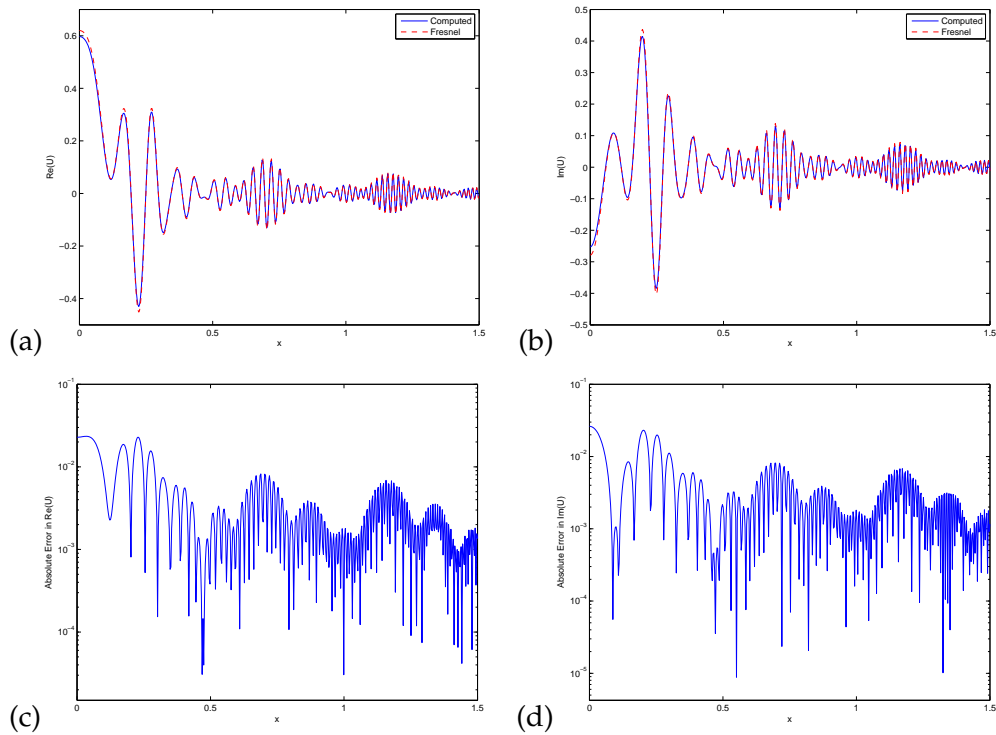 Computed
Fresnel
0.6
0.4
0.2
0
−0.2
−0.4
Re(U)
0
0.5
1
1.5
x
(a)
Computed
Fresnel
0.5
0.4
0.3
0.2
0.1
0
−0.1
−0.2
−0.3
−0.4
−0.5
Im(U)
0
0.5
1
1.5
x
(b)
10−1
10−2
10−3
10−4
Absolute Error in Re(U)
0
0.5
1
1.5
x
(c)
10−1
10−2
10−3
10−4
10−5
Absolute Error in Im(U)
0
0.5
1
1.5
x
(d)